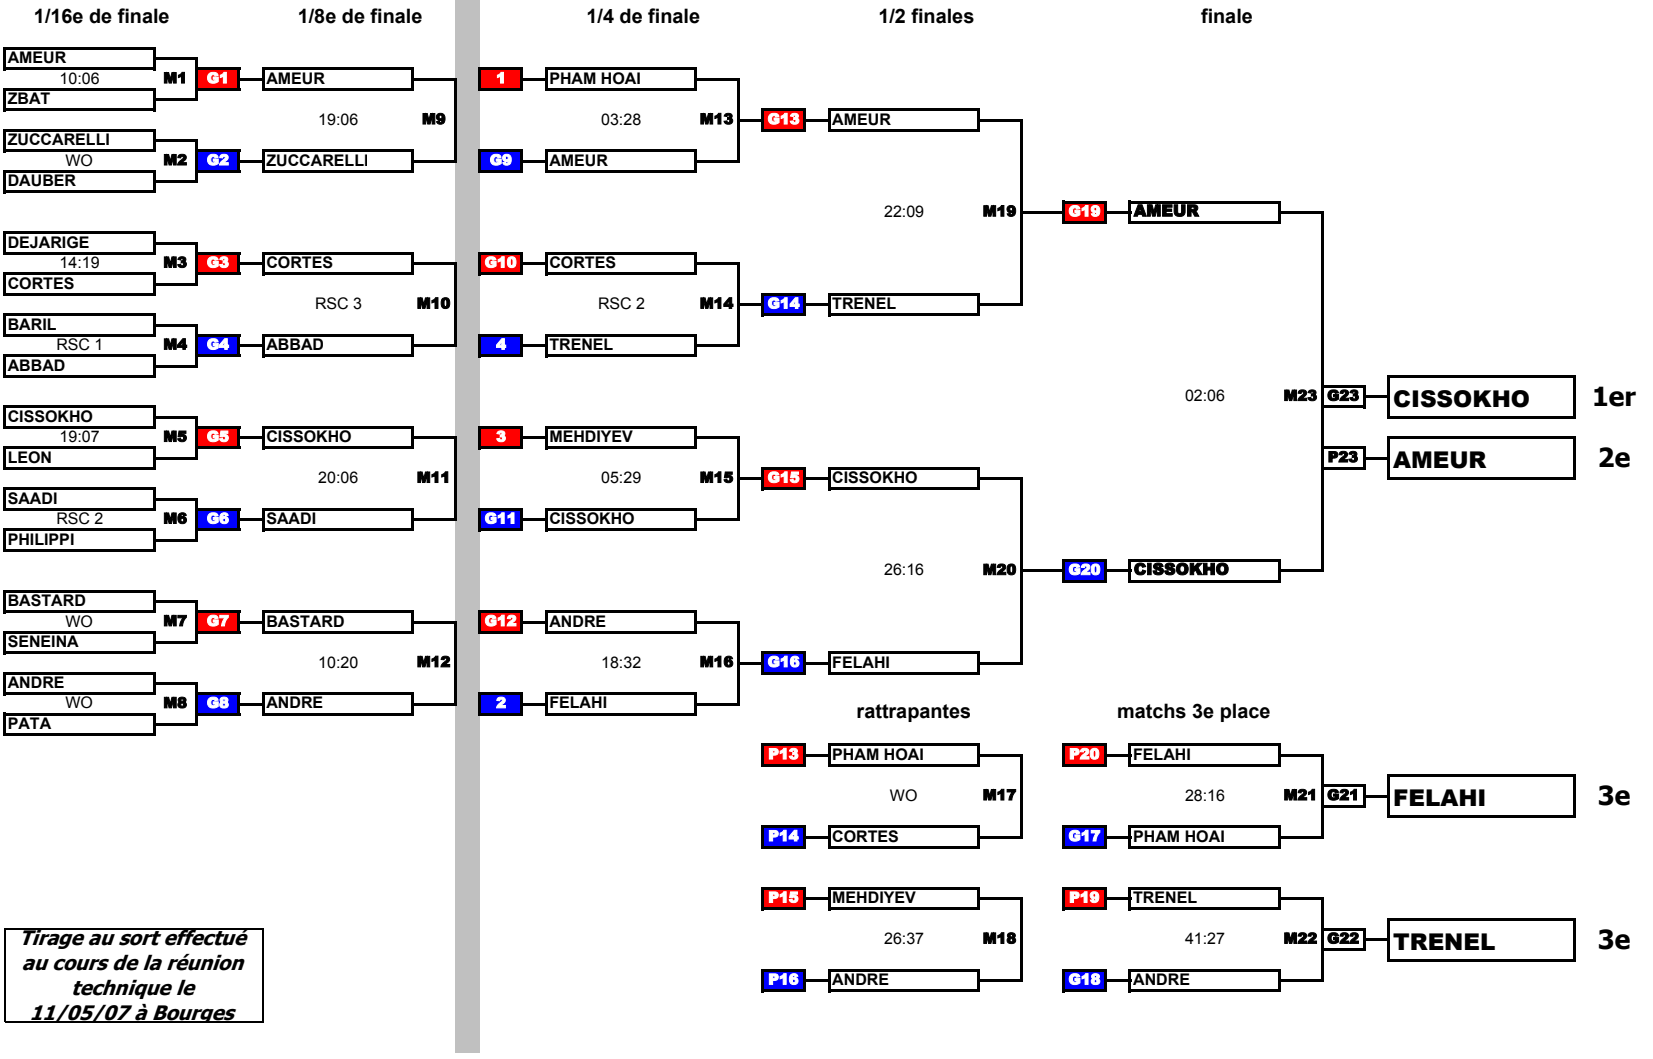 1/16e de finale
1/8e de finale
1/4 de finale
1/2 finales
finale
AMEUR
10:06
M1
G1
ZBAT
ZUCCARELLI
WO
M2
G2
DAUBER
AMEUR
19:06
M9
ZUCCARELLI
DEJARIGE
14:19
M3
G3
CORTES
BARIL
RSC 1
M4
G4
ABBAD
CORTES
RSC 3
M10
ABBAD
CISSOKHO
19:07
M5
G5
LEON
SAADI
RSC 2
M6
G6
PHILIPPI
CISSOKHO
20:06
M11
SAADI
BASTARD
WO
M7
G7
SENEINA
ANDRE
WO
M8
G8
PATA
BASTARD
10:20
M12
ANDRE
1
PHAM HOAI
03:28
M13
G9
AMEUR
G10
CORTES
RSC 2
M14
4
TRENEL
3
MEHDIYEV
05:29
M15
G11
CISSOKHO
G12
ANDRE
18:32
M16
2
FELAHI
G13
AMEUR
22:09
M19
G14
TRENEL
G15
CISSOKHO
26:16
M20
G16
FELAHI
G19
AMEUR
02:06
M23
G20
CISSOKHO
G23
CISSOKHO
1er
P23
AMEUR
2e
rattrapantes
P13
PHAM HOAI
WO
M17
P14
CORTES
P15
MEHDIYEV
26:37
M18
P16
ANDRE
matchs 3e place
P20
FELAHI
28:16
M21
G17
PHAM HOAI
G21
FELAHI
3e
P19
TRENEL
41:27
M22
G18
ANDRE
G22
TRENEL
3e
Tirage au sort effectué
au cours de la réunion
technique le
11/05/07 à Bourges